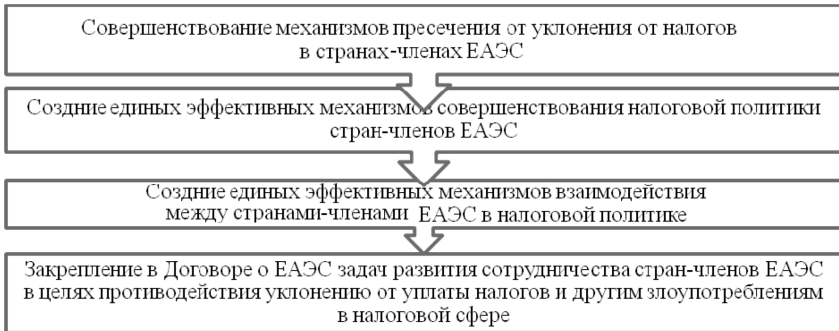 Совершенствование механизмов пресечения от уклонения от налогов
в странах-членах ЕАЭС
Создние единых эффективных механизмов совершенствования налоговой политики
стран-членов ЕАЭС
Создние единых эффективных механизмов взаимодействия
между странами-членами ЕАЭС в налоговой политике
Закрепление в Договоре о ЕАЭС задач развития сотрудничества стран-членов ЕАЭС
в целях противодействия уклонению от уплаты налогов и другим злоупотреблениям
в налоговой сфере